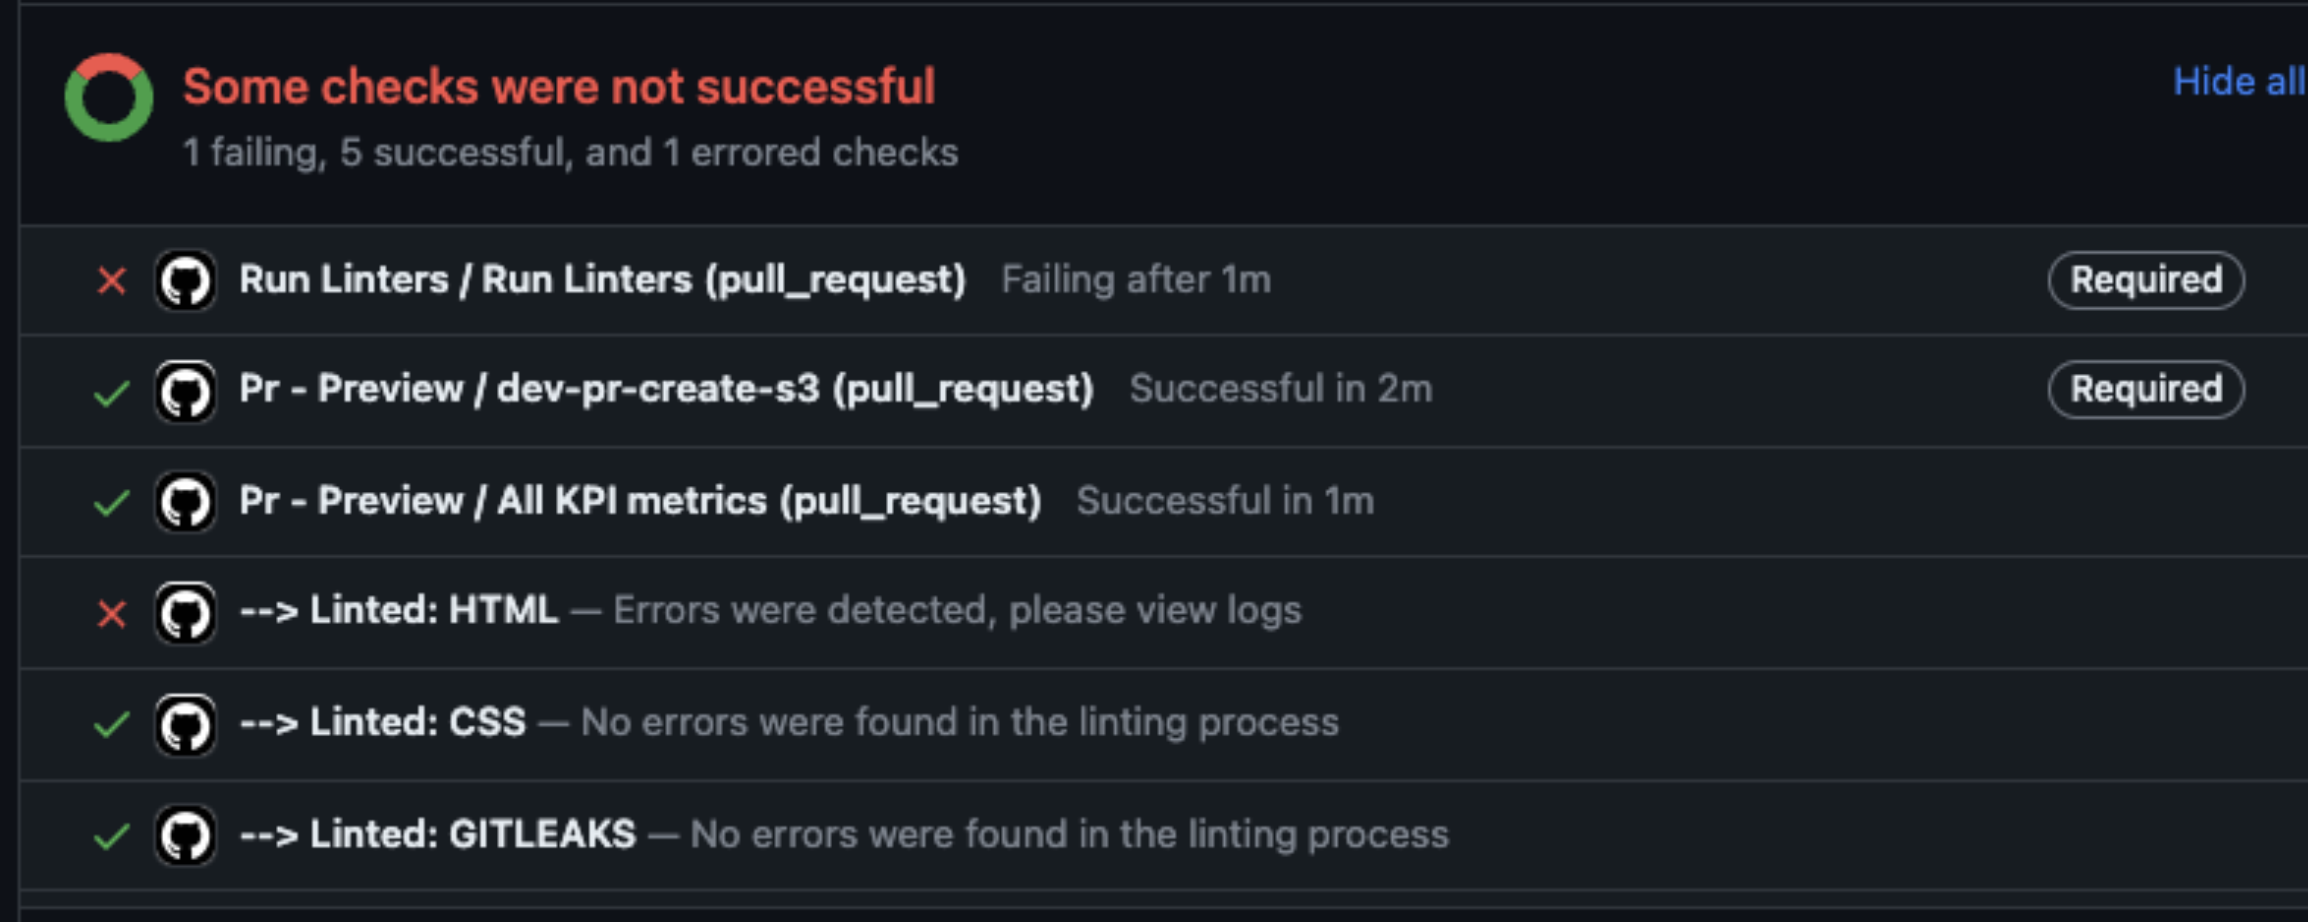 Some checks were not successful
Hide all
1 failing, 5 successful, and 1 errored checks
Run Linters / Run Linters (pull_request) Failing after 1m Required
Pr - Preview / dev-pr-create-s3 (pull_request) Successful in 2m Required
Pr - Preview / All KPI metrics (pull_request) Successful in 1m
--> Linted: HTML — Errors were detected, please view logs
--> Linted: CSS — No errors were found in the linting process
--> Linted: GITLEAKS — No errors were found in the linting process